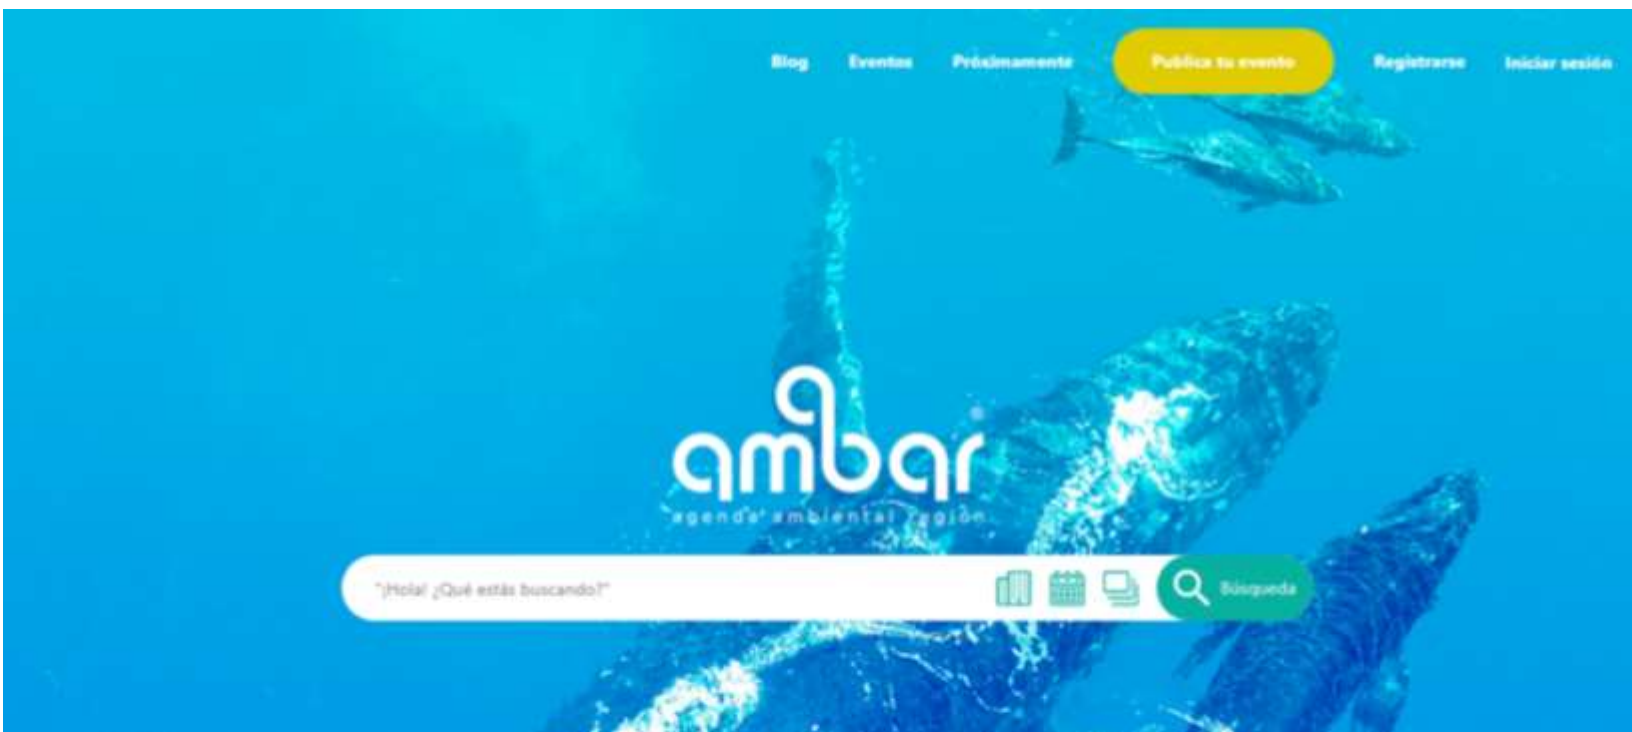 Blog Eventos Próximamente Publica tu evento Registrarse Iniciar sesión
ambar®
agenda ambiental región
"¡Hola! ¿Qué estás buscando?" Búsqueda